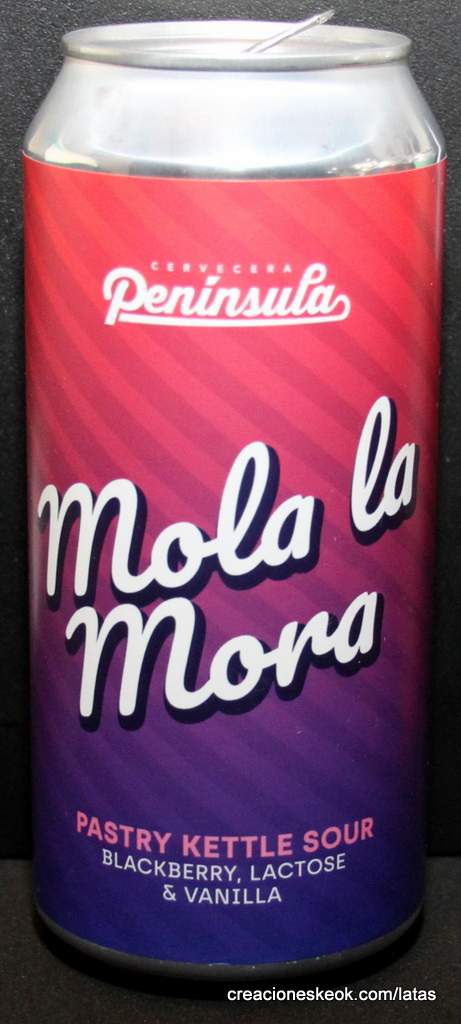 CERVECERA
Península
Mola la
Mora
PASTRY KETTLE SOUR
BLACKBERRY, LACTOSE
& VANILLA
creacioneskeok.com/latas